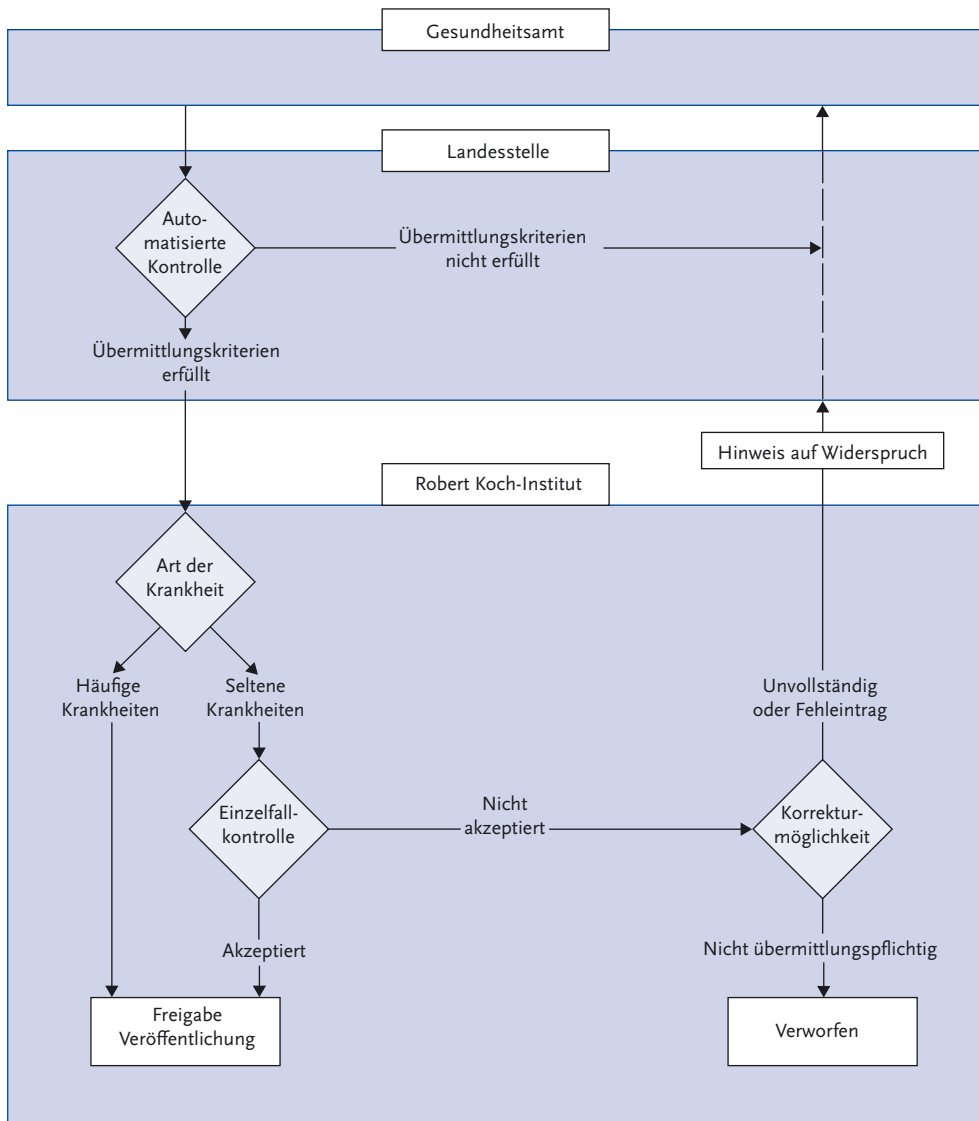 Gesundheitsamt
Landesstelle
Auto-
matisierte
Kontrolle
Übermittlungskriterien
nicht erfüllt
Übermittlungskriterien
erfüllt
Hinweis auf Widerspruch
Robert Koch-Institut
Art der
Krankheit
Häufige
Krankheiten
Seltene
Krankheiten
Unvollständig
oder Fehleintrag
Einzelfall-
kontrolle
Nicht
akzeptiert
Korrektur-
möglichkeit
Akzeptiert
Nicht übermittlungspflichtig
Freigabe
Veröffentlichung
Verworfen